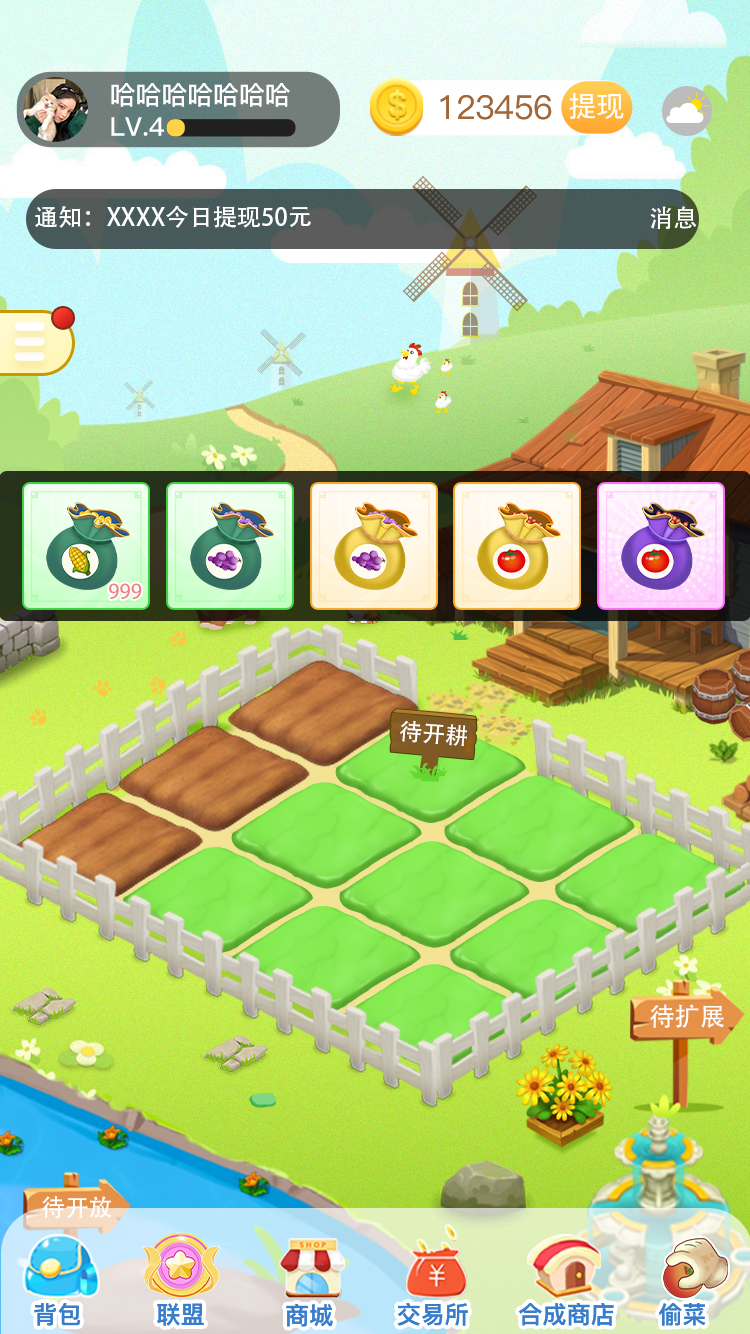 哈哈哈哈哈哈哈
LV.4
123456
提现
通知：XXXX今日提现50元
消息
999
待开耕
待扩展
待开放
SHOP
背包
联盟
商城
交易所
合成商店
偷菜